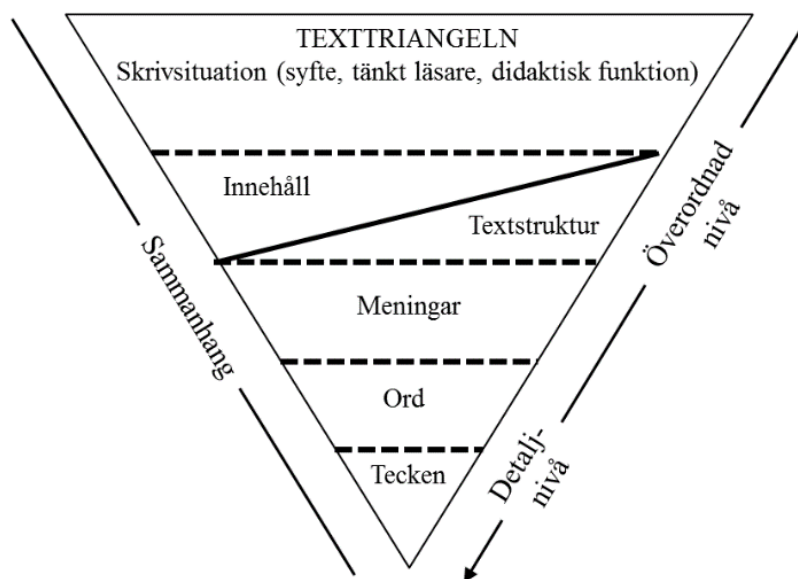 TEXTTRIANGELN
Skrivsituation (syfte, tänkt läsare, didaktisk funktion)
Innehåll
Textstruktur
Meningar
Ord
Tecken
Sammanhang
Överordnad
nivå
Detalj-
nivå